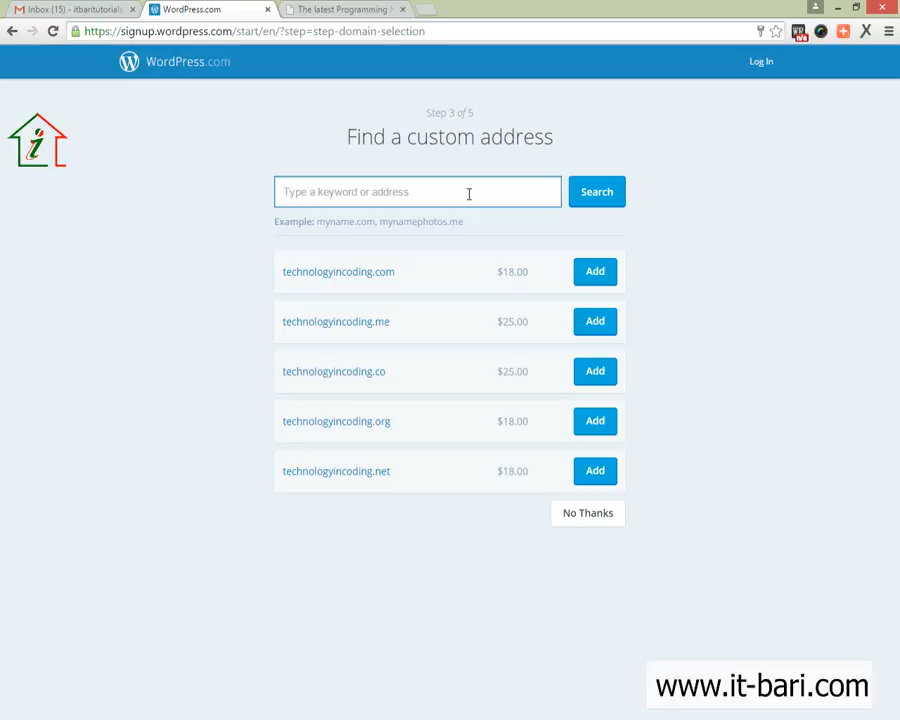 Inbox (15) - itbaritutorials
WordPress.com
The latest Programming
https://signup.wordpress.com/start/en/?step=step-domain-selection
WordPress.com
Log In
Step 3 of 5
Find a custom address
Type a keyword or address
Search
Example: myname.com, mynamephotos.me
technologyincoding.com $18.00 Add
technologyincoding.me $25.00 Add
technologyincoding.co $25.00 Add
technologyincoding.org $18.00 Add
technologyincoding.net $18.00 Add
No Thanks
i
www.it-bari.com